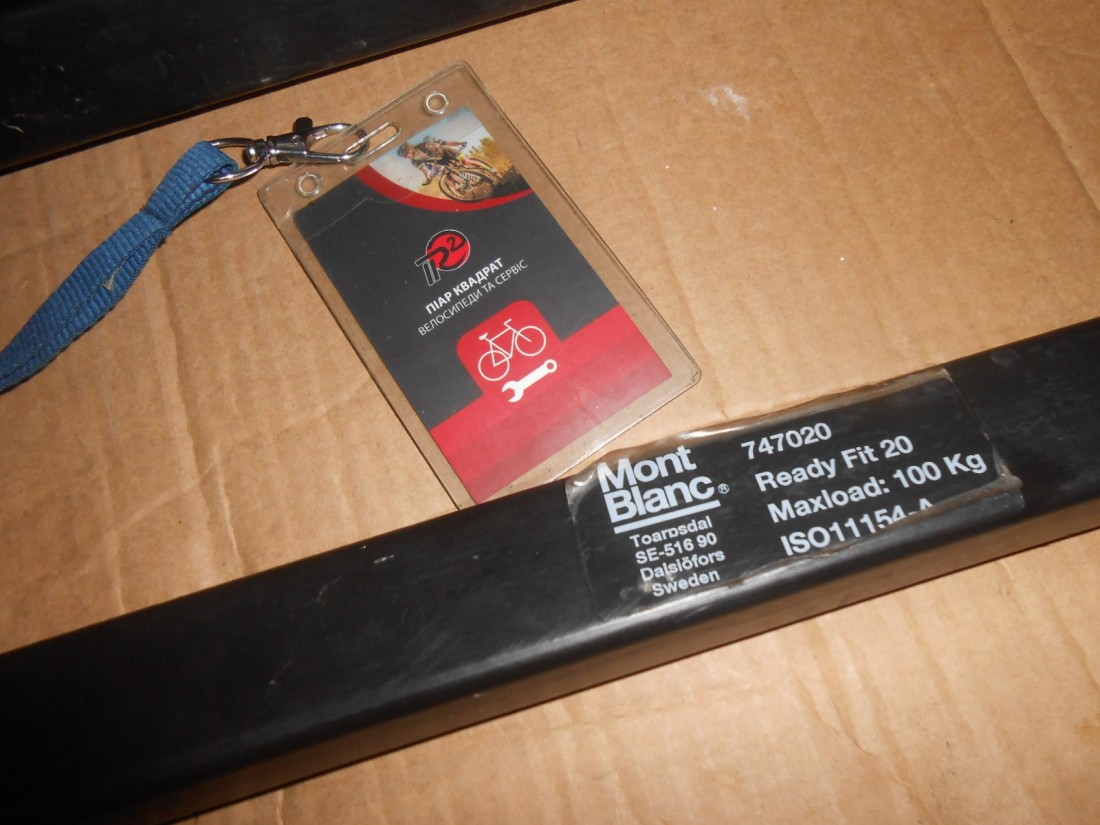 ПІАР КВАДРАТ
ВЕЛОСИПЕДИ ТА СЕРВІС
Mont
Blanc®
Toarpsdal
SE-516 90
Dalsjöfors
Sweden
747020
Ready Fit 20
Maxload: 100 Kg
ISO11154-A